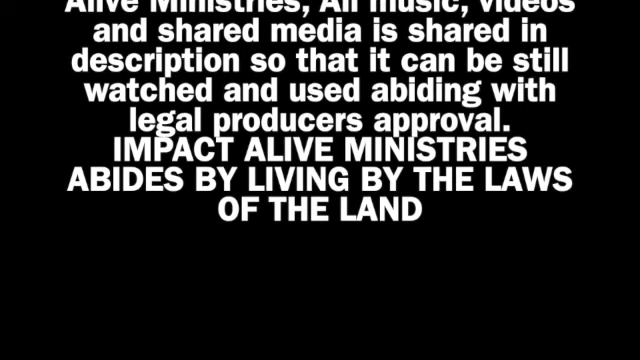 Alive Ministries, All music, videos
and shared media is shared in
description so that it can be still
watched and used abiding with
legal producers approval.
IMPACT ALIVE MINISTRIES
ABIDES BY LIVING BY THE LAWS
OF THE LAND